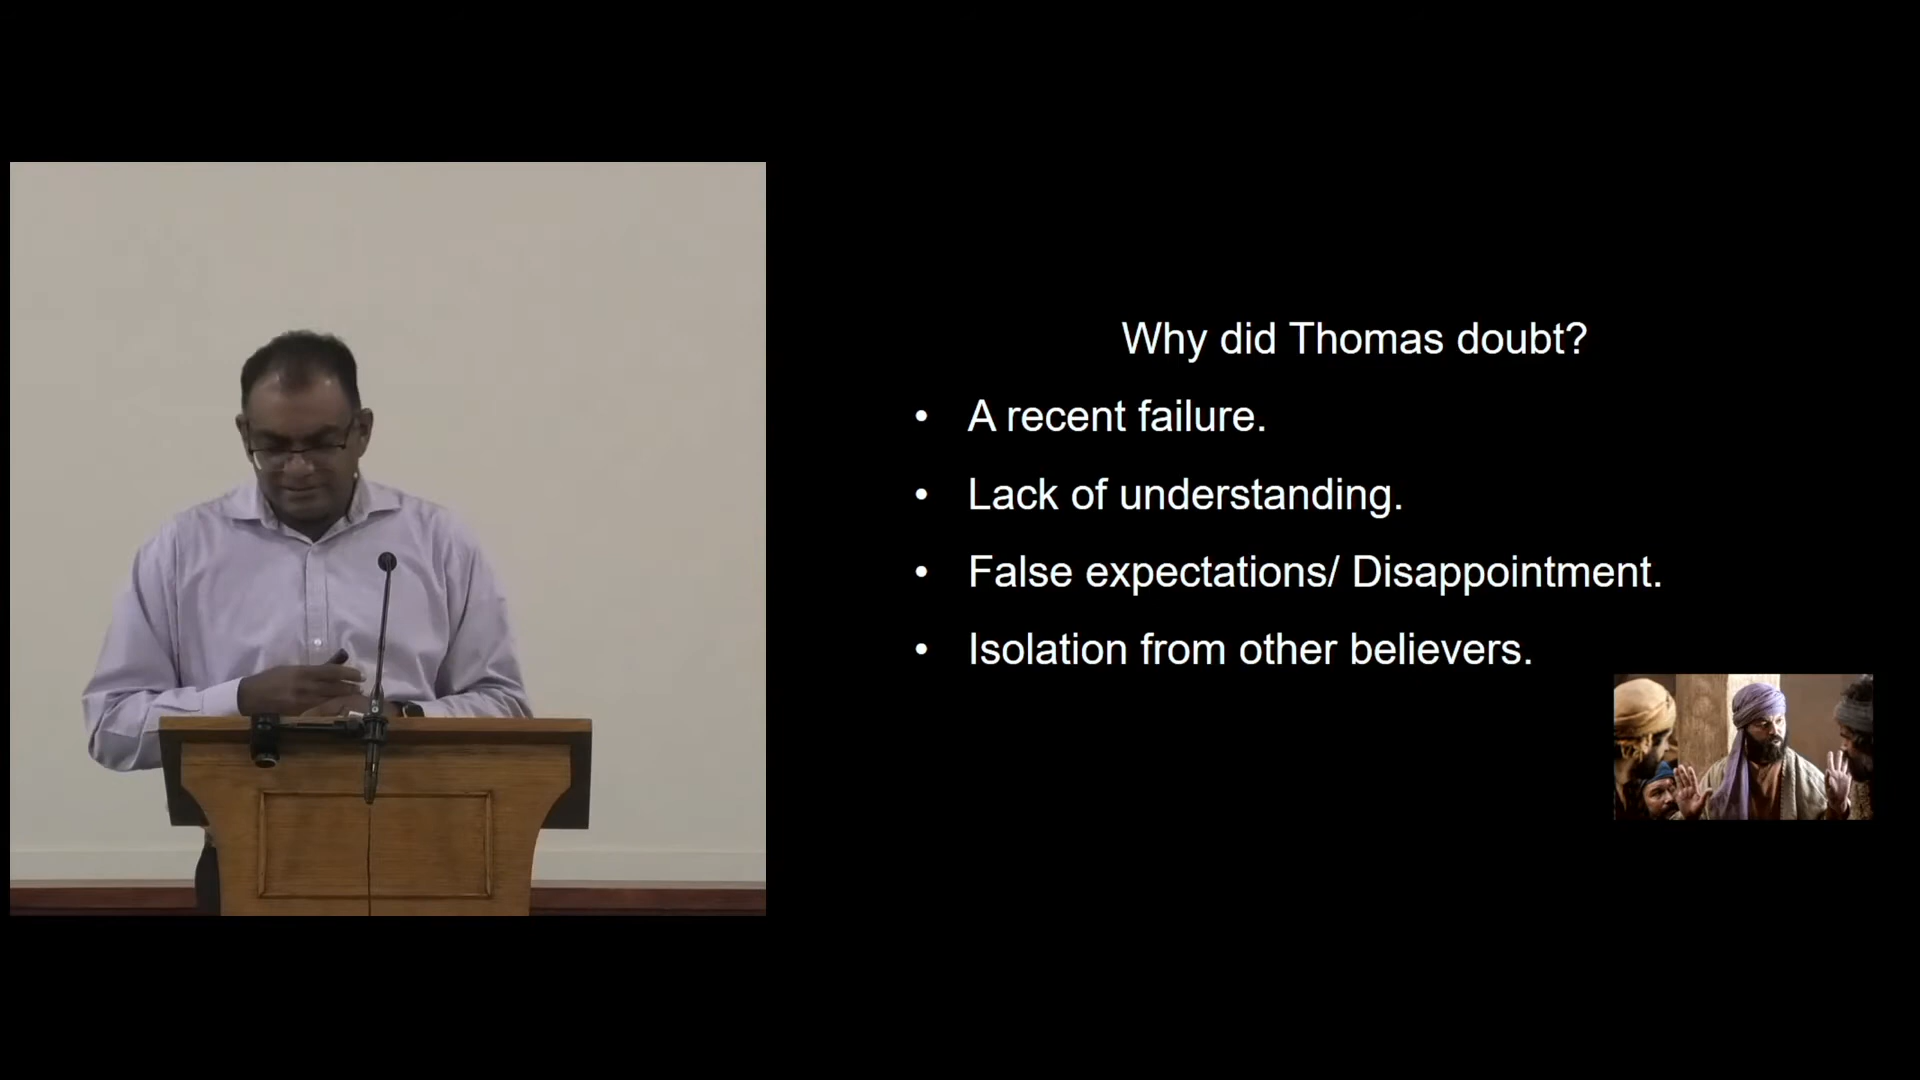 Why did Thomas doubt?
• A recent failure.
• Lack of understanding.
• False expectations/ Disappointment.
• Isolation from other believers.